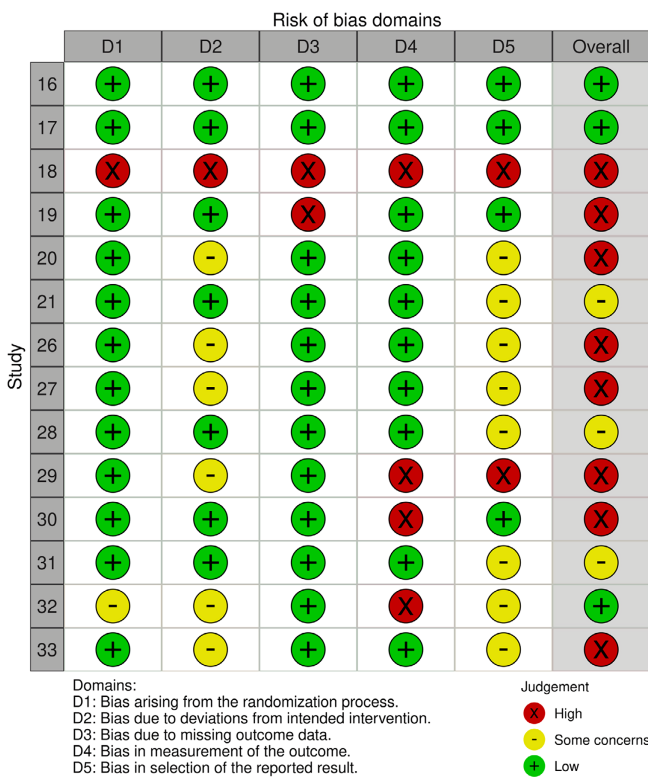 Risk of bias domains
D1 D2 D3 D4 D5 Overall
Study
16 + + + + + +
17 + + + + + +
18 X X X X X X
19 + + X + + X
20 + - + + - X
21 + + + + - -
26 + - + + - X
27 + - + + - X
28 + + + + - -
29 + - + X X X
30 + + + X + X
31 + + + + - -
32 - - + X - +
33 + - + + - X
Domains:
D1: Bias arising from the randomization process.
D2: Bias due to deviations from intended intervention.
D3: Bias due to missing outcome data.
D4: Bias in measurement of the outcome.
D5: Bias in selection of the reported result.
Judgement
X High
- Some concerns
+ Low